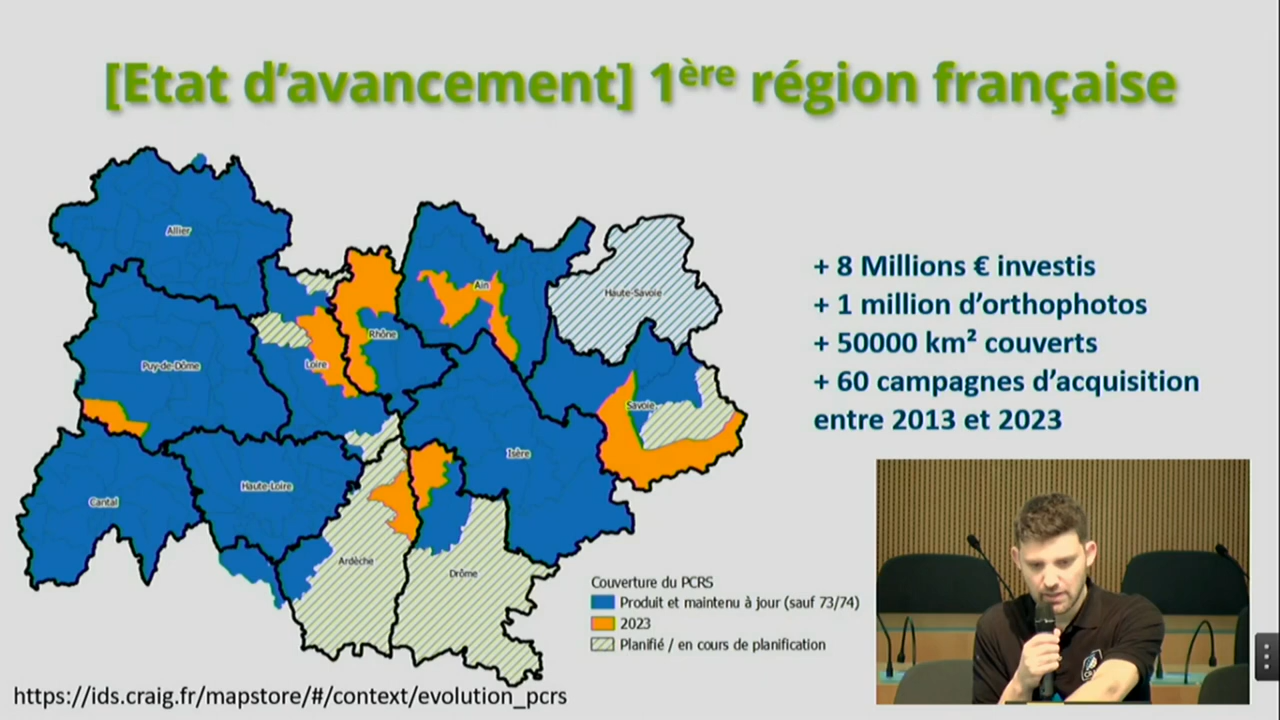 [Etat d’avancement] 1ère région française
Allier
Ain
Haute-Savoie
Rhône
Puy-de-Dôme
Loire
Savoie
Isère
Haute-Loire
Cantal
Ardèche
Drôme
+ 8 Millions € investis
+ 1 million d’orthophotos
+ 50000 km² couverts
+ 60 campagnes d’acquisition
entre 2013 et 2023
Couverture du PCRS
Produit et maintenu à jour (sauf 73/74)
2023
Planifié / en cours de planification
https://ids.craig.fr/mapstore/#/context/evolution_pcrs